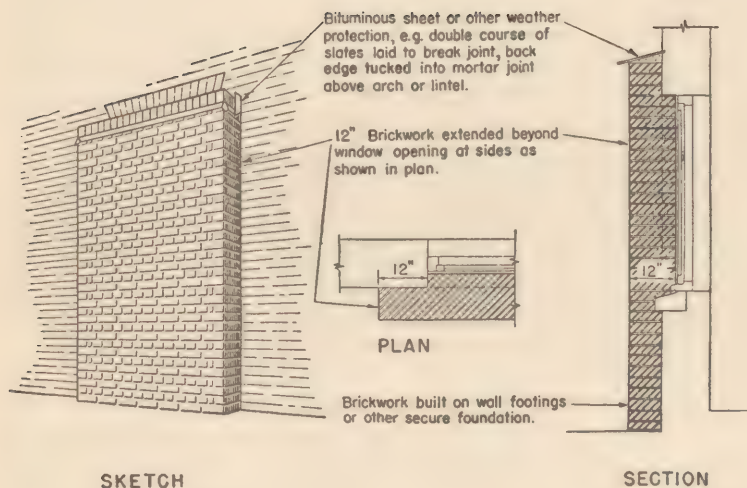 Bituminous sheet or other weather
protection, e.g. double course of
slates laid to break joint, back
edge tucked into mortar joint
above arch or lintel.
12" Brickwork extended beyond
window opening at sides as
shown in plan.
12"
12"
PLAN
Brickwork built on wall footings
or other secure foundation.
SKETCH
SECTION